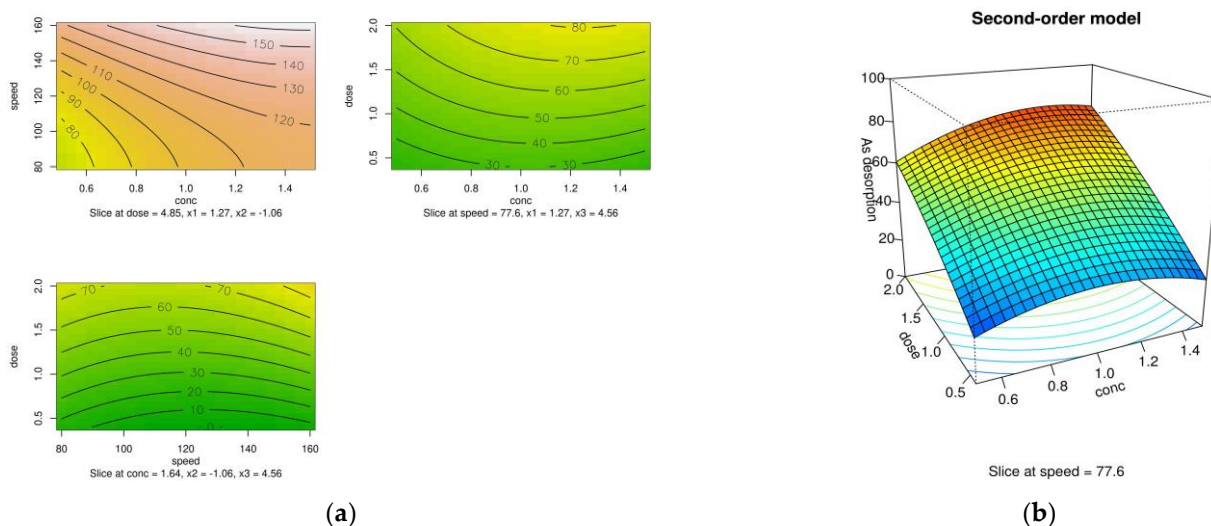 160
140
120
100
80
speed
150
140
130
120
110
100
90
80
0.6 0.8 1.0 1.2 1.4
conc
Slice at dose = 4.85, x1 = 1.27, x2 = -1.06
2.0
1.5
1.0
0.5
dose
80
70
60
50
40
30 30
0.6 0.8 1.0 1.2 1.4
conc
Slice at speed = 77.6, x1 = 1.27, x3 = 4.56
2.0
1.5
1.0
0.5
dose
70 70
60
50
40
30
20
10
0
80 100 120 140 160
speed
Slice at conc = 1.64, x2 = -1.06, x3 = 4.56
(a)
Second-order model
100
80
60
40
20
0
As desorption
2.0
1.5
1.0
0.5
dose
0.6 0.8 1.0 1.2 1.4
conc
Slice at speed = 77.6
(b)